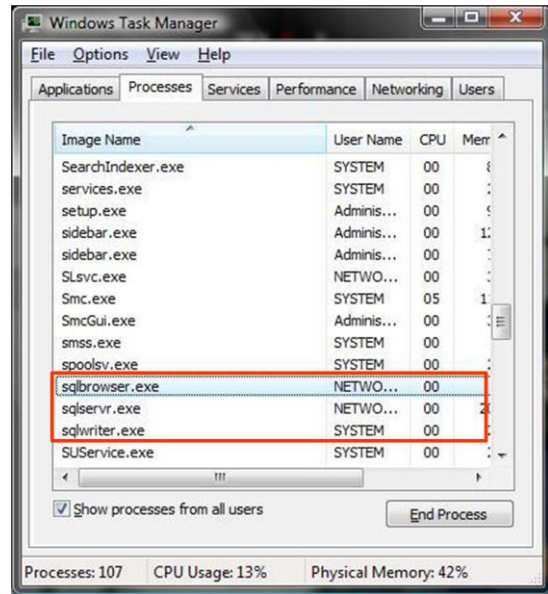 Windows Task Manager
File Options View Help
Applications Processes Services Performance Networking Users
Image Name User Name CPU Mem
SearchIndexer.exe SYSTEM 00
services.exe SYSTEM 00
setup.exe Adminis... 00
sidebar.exe Adminis... 00
sidebar.exe Adminis... 00
SLsvc.exe NETWO... 00
Smc.exe SYSTEM 05
SmcGui.exe Adminis... 00
smss.exe SYSTEM 00
spoolsv.exe SYSTEM 00
sqlbrowser.exe NETWO... 00
sqlservr.exe NETWO... 00
sqlwriter.exe SYSTEM 00
SUService.exe SYSTEM 00
Show processes from all users
End Process
Processes: 107 CPU Usage: 13% Physical Memory: 42%